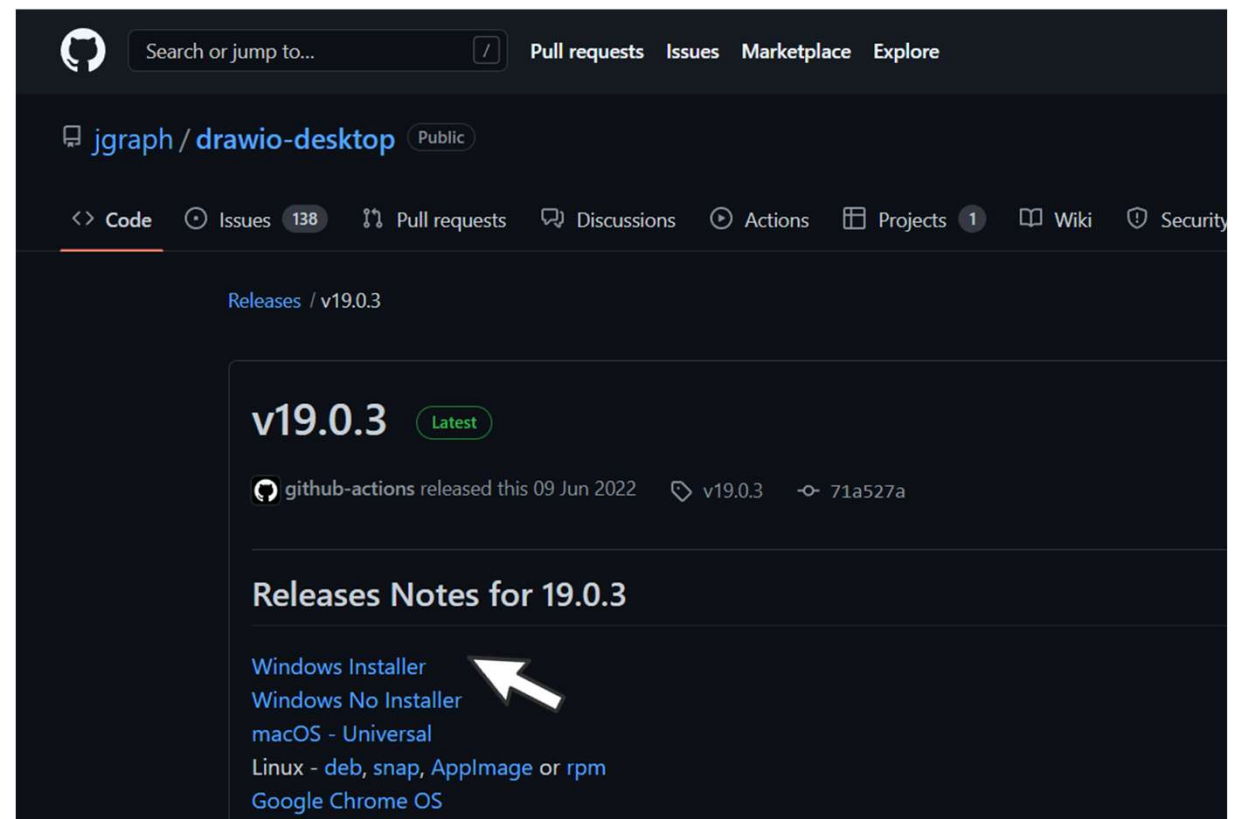 Search or jump to... / Pull requests Issues Marketplace Explore
jgraph / drawio-desktop Public
Code Issues 138 Pull requests Discussions Actions Projects 1 Wiki Security
Releases / v19.0.3
v19.0.3 Latest
github-actions released this 09 Jun 2022 v19.0.3 71a527a
Releases Notes for 19.0.3
Windows Installer
Windows No Installer
macOS - Universal
Linux - deb, snap, AppImage or rpm
Google Chrome OS